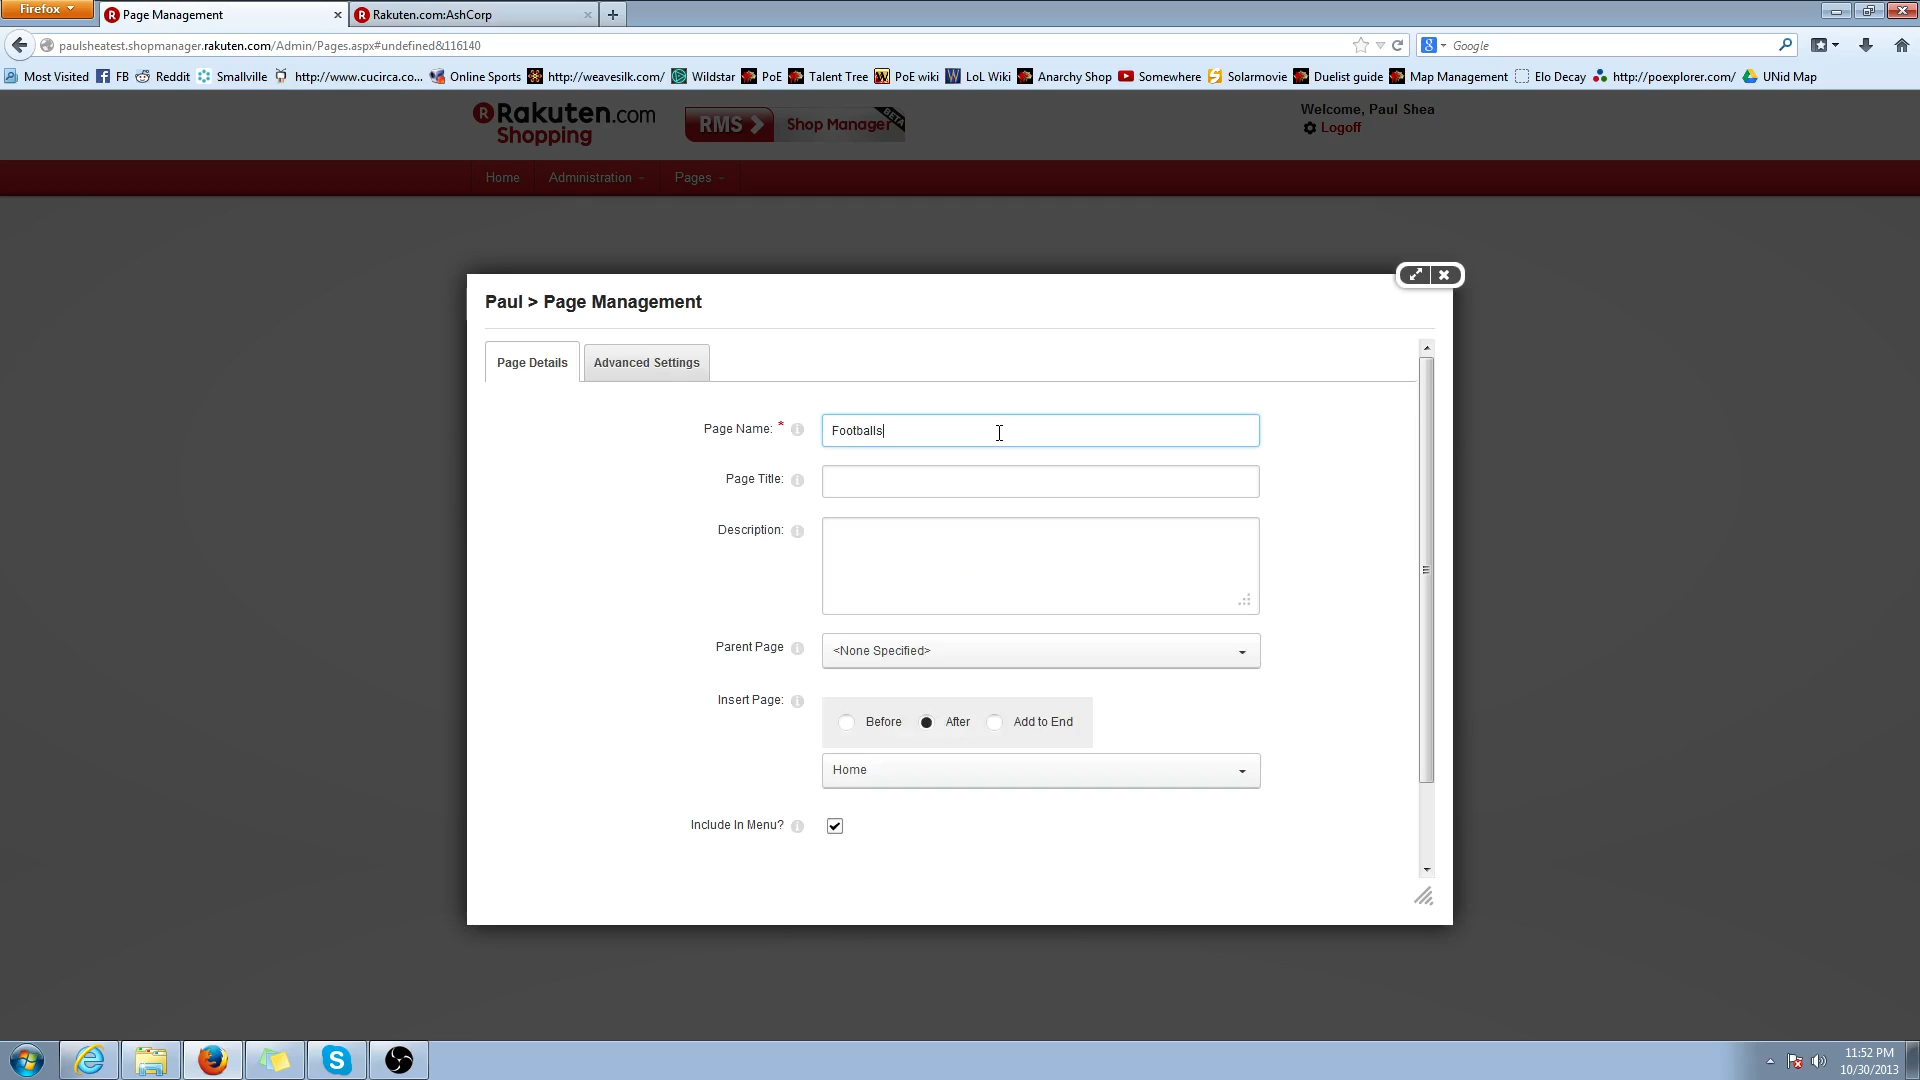 Firefox
Page Management
Rakuten.com:AshCorp
paulsheatest.shopmanager.rakuten.com/Admin/Pages.aspx#undefined&116140
Google
Most Visited FB Reddit Smallville http://www.cucirca.co... Online Sports http://weavesilk.com/ Wildstar PoE Talent Tree PoE wiki LoL Wiki Anarchy Shop Somewhere Solarmovie Duelist guide Map Management Elo Decay http://poexplorer.com/ UNid Map
Rakuten.com
Shopping
RMS Shop Manager BETA
Welcome, Paul Shea
Logoff
Home Administration Pages
Paul > Page Management
Page Details Advanced Settings
Page Name: * Footballs
Page Title:
Description:
Parent Page <None Specified>
Insert Page:
Before After Add to End
Home
Include In Menu?
11:52 PM
10/30/2013